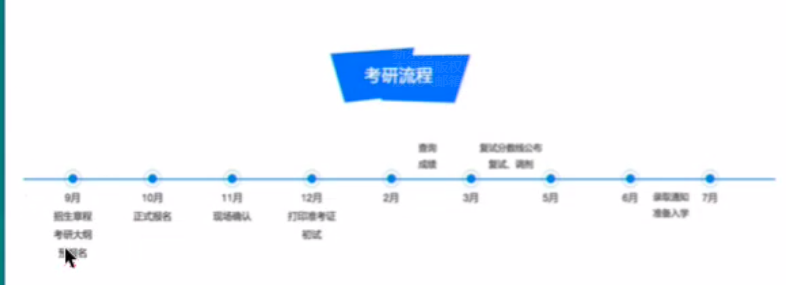 考研流程
查询
成绩
复试分数线公布
复试、调剂
9月
招生章程
考研大纲
预报名
10月
正式报名
11月
现场确认
12月
打印准考证
初试
2月
3月
5月
6月
录取通知
准备入学
7月